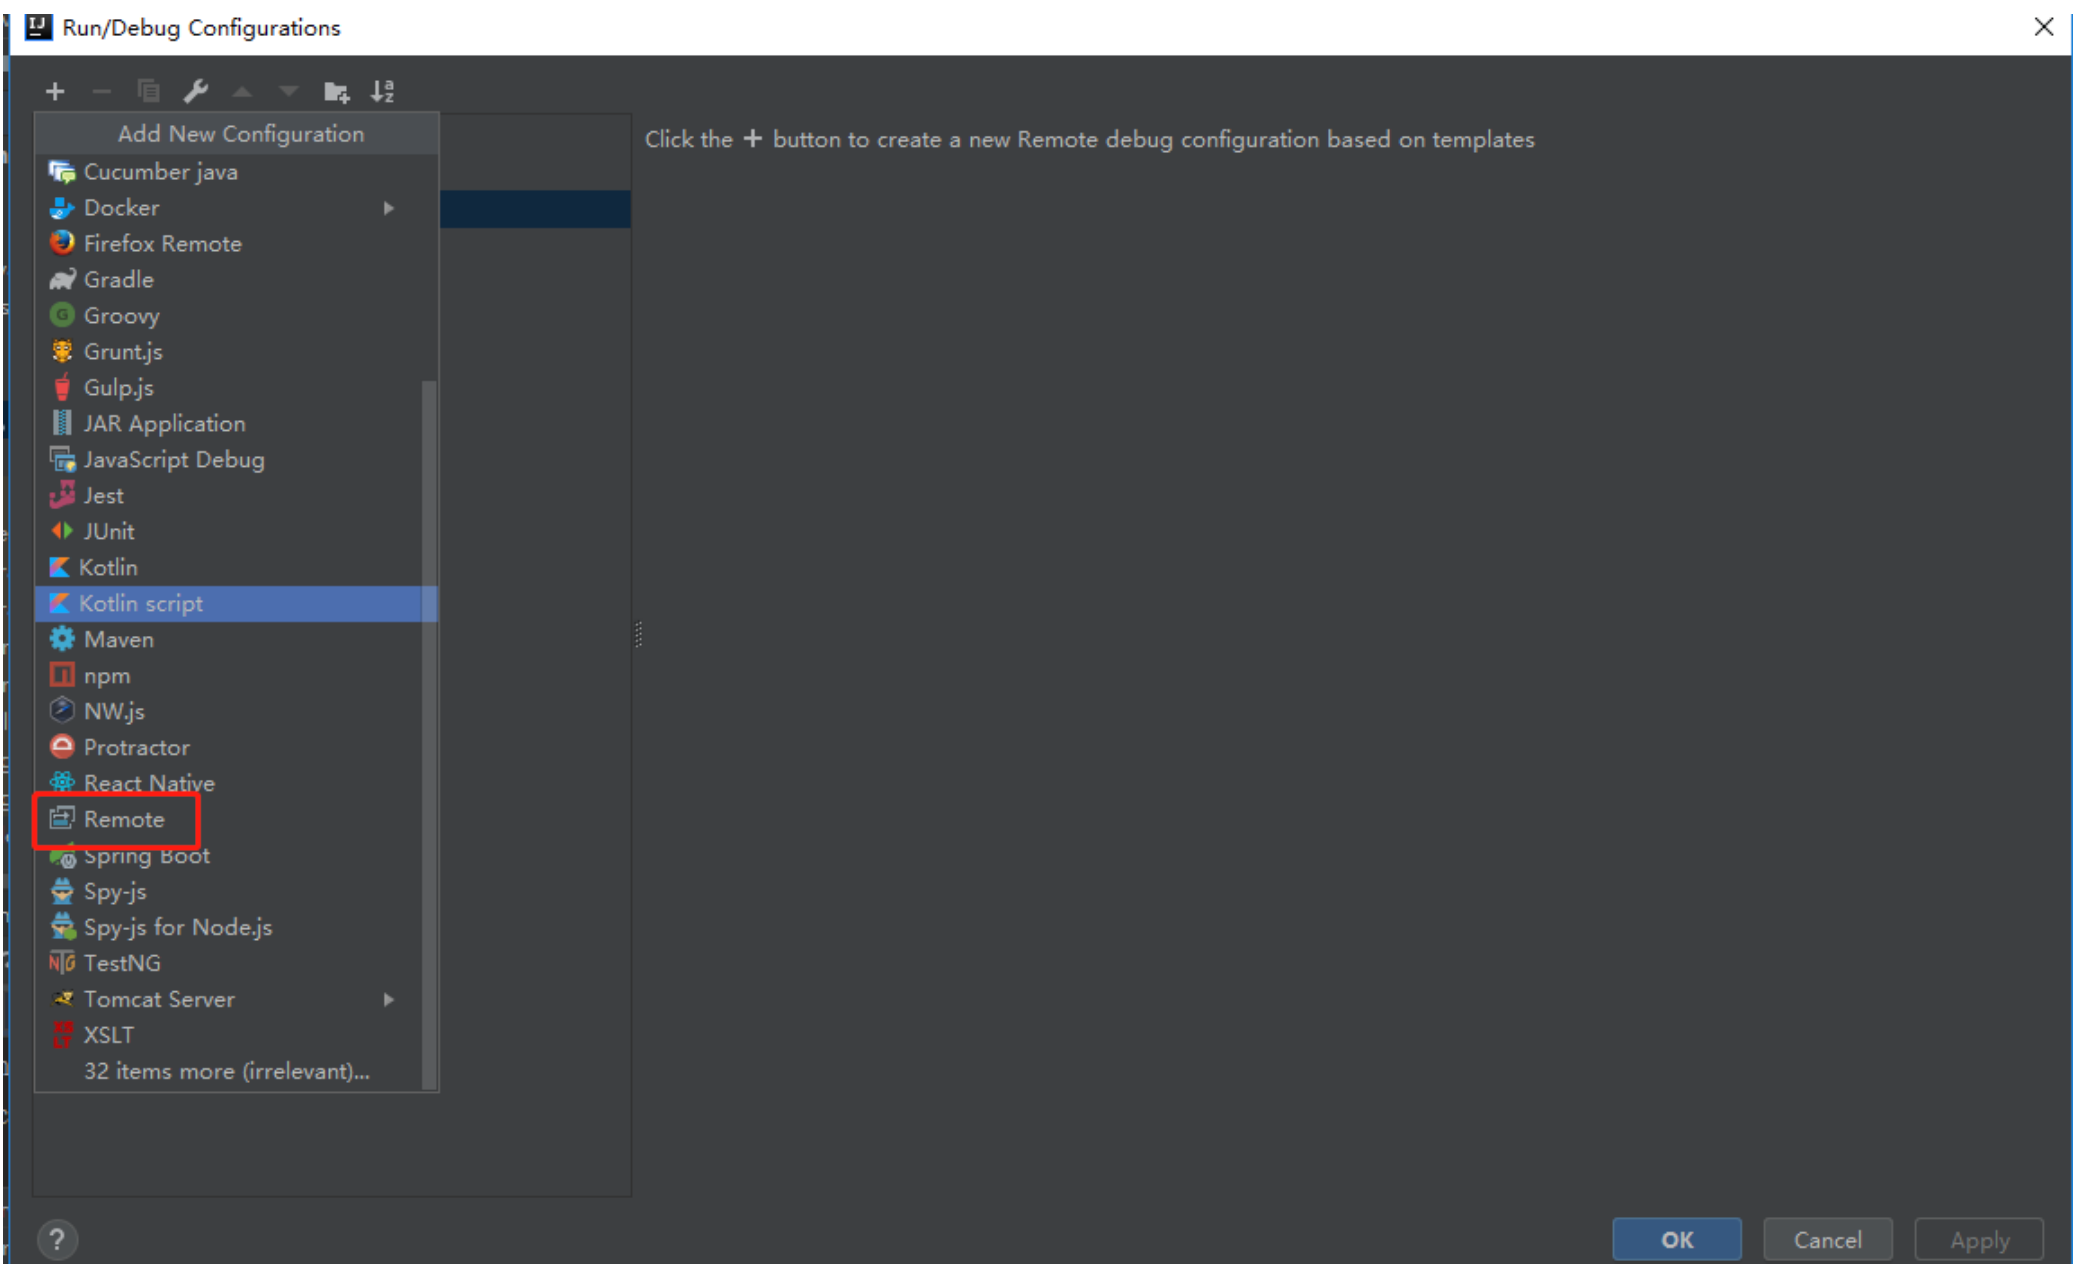 Run/Debug Configurations
Add New Configuration
Click the + button to create a new Remote debug configuration based on templates
Cucumber java
Docker
Firefox Remote
Gradle
Groovy
Grunt.js
Gulp.js
JAR Application
JavaScript Debug
Jest
JUnit
Kotlin
Kotlin script
Maven
npm
NW.js
Protractor
React Native
Remote
Spring Boot
Spy-js
Spy-js for Node.js
TestNG
Tomcat Server
XSLT
32 items more (irrelevant)...
?
OK
Cancel
Apply